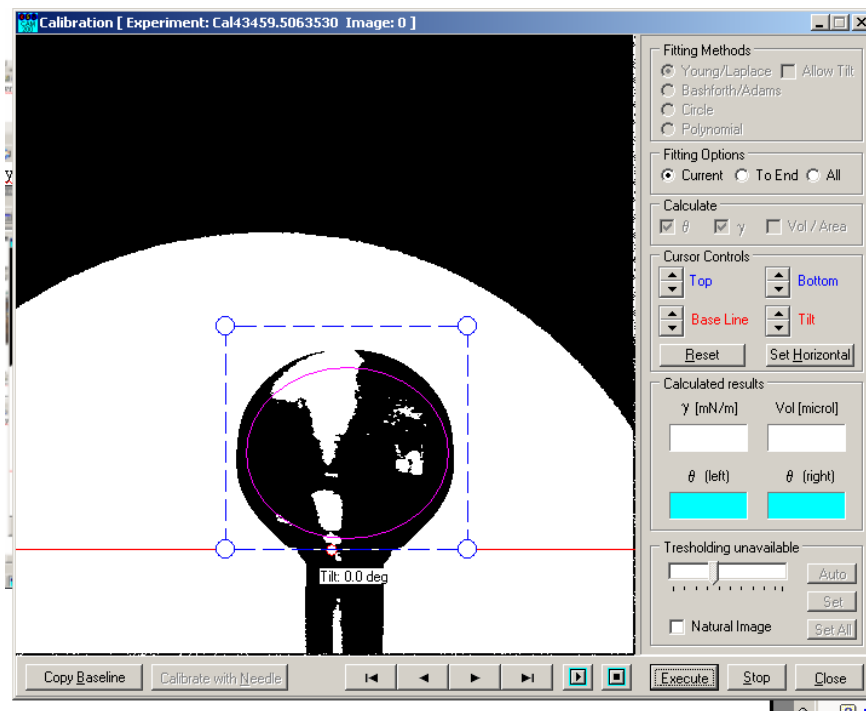 Calibration [ Experiment: Cal43459.5063530 Image: 0 ]
Fitting Methods
Young/Laplace Allow Tilt
Bashforth/Adams
Circle
Polynomial
Fitting Options
Current To End All
Calculate
θ γ Vol / Area
Cursor Controls
Top Bottom
Base Line Tilt
Reset Set Horizontal
Calculated results
γ [mN/m] Vol [microl]
θ (left) θ (right)
Tresholding unavailable
Auto
Set
Natural Image Set All
Tilt: 0.0 deg
Copy Baseline Calibrate with Needle Execute Stop Close
y